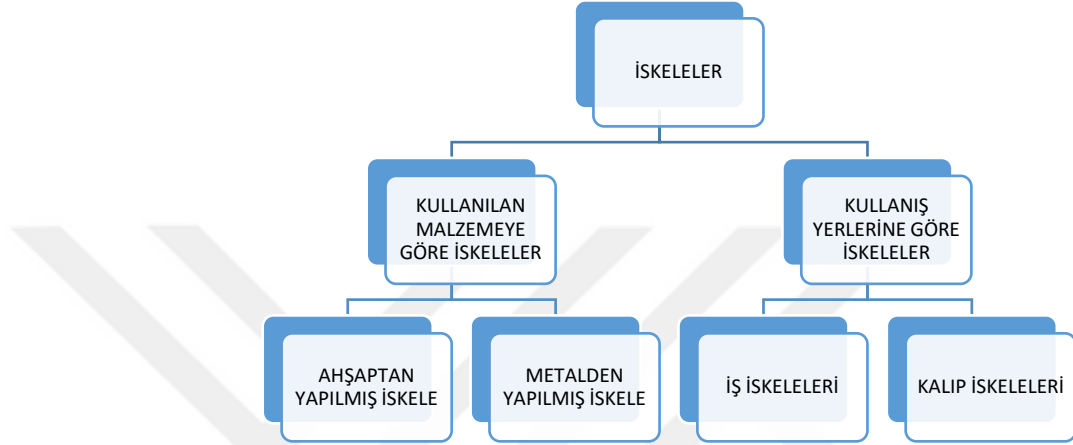 İSKELELER
KULLANILAN
MALZEMEYE
GÖRE İSKELELER
KULLANIŞ
YERLERİNE GÖRE
İSKELELER
AHŞAPTAN
YAPILMIŞ İSKELE
METALDEN
YAPILMIŞ İSKELE
İŞ İSKELELERİ
KALIP İSKELELERİ